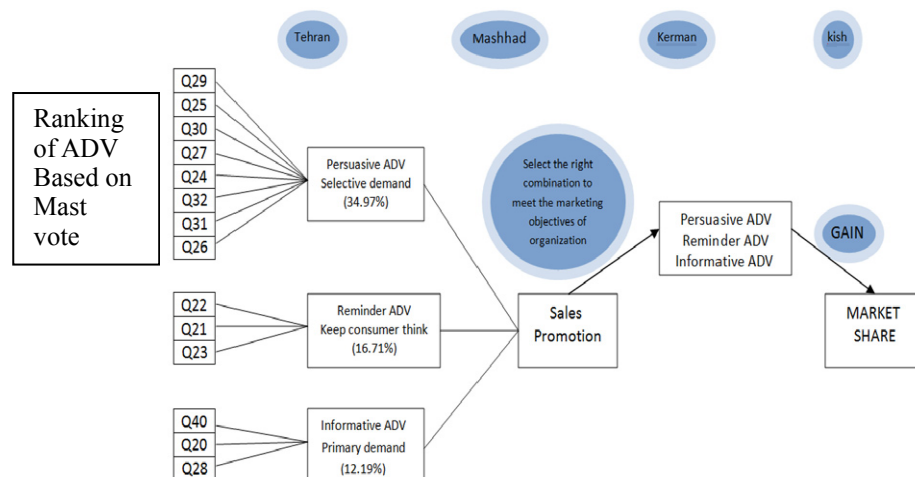 Tehran
Mashhad
Kerman
kish
Ranking
of ADV
Based on
Mast
vote
Q29
Q25
Q30
Q27
Q24
Q32
Q31
Q26
Persuasive ADV
Selective demand
(34.97%)
Select the right
combination to
meet the marketing
objectives of
organization
Persuasive ADV
Reminder ADV
Informative ADV
GAIN
Q22
Q21
Q23
Reminder ADV
Keep consumer think
(16.71%)
Sales
Promotion
MARKET
SHARE
Q40
Q20
Q28
Informative ADV
Primary demand
(12.19%)